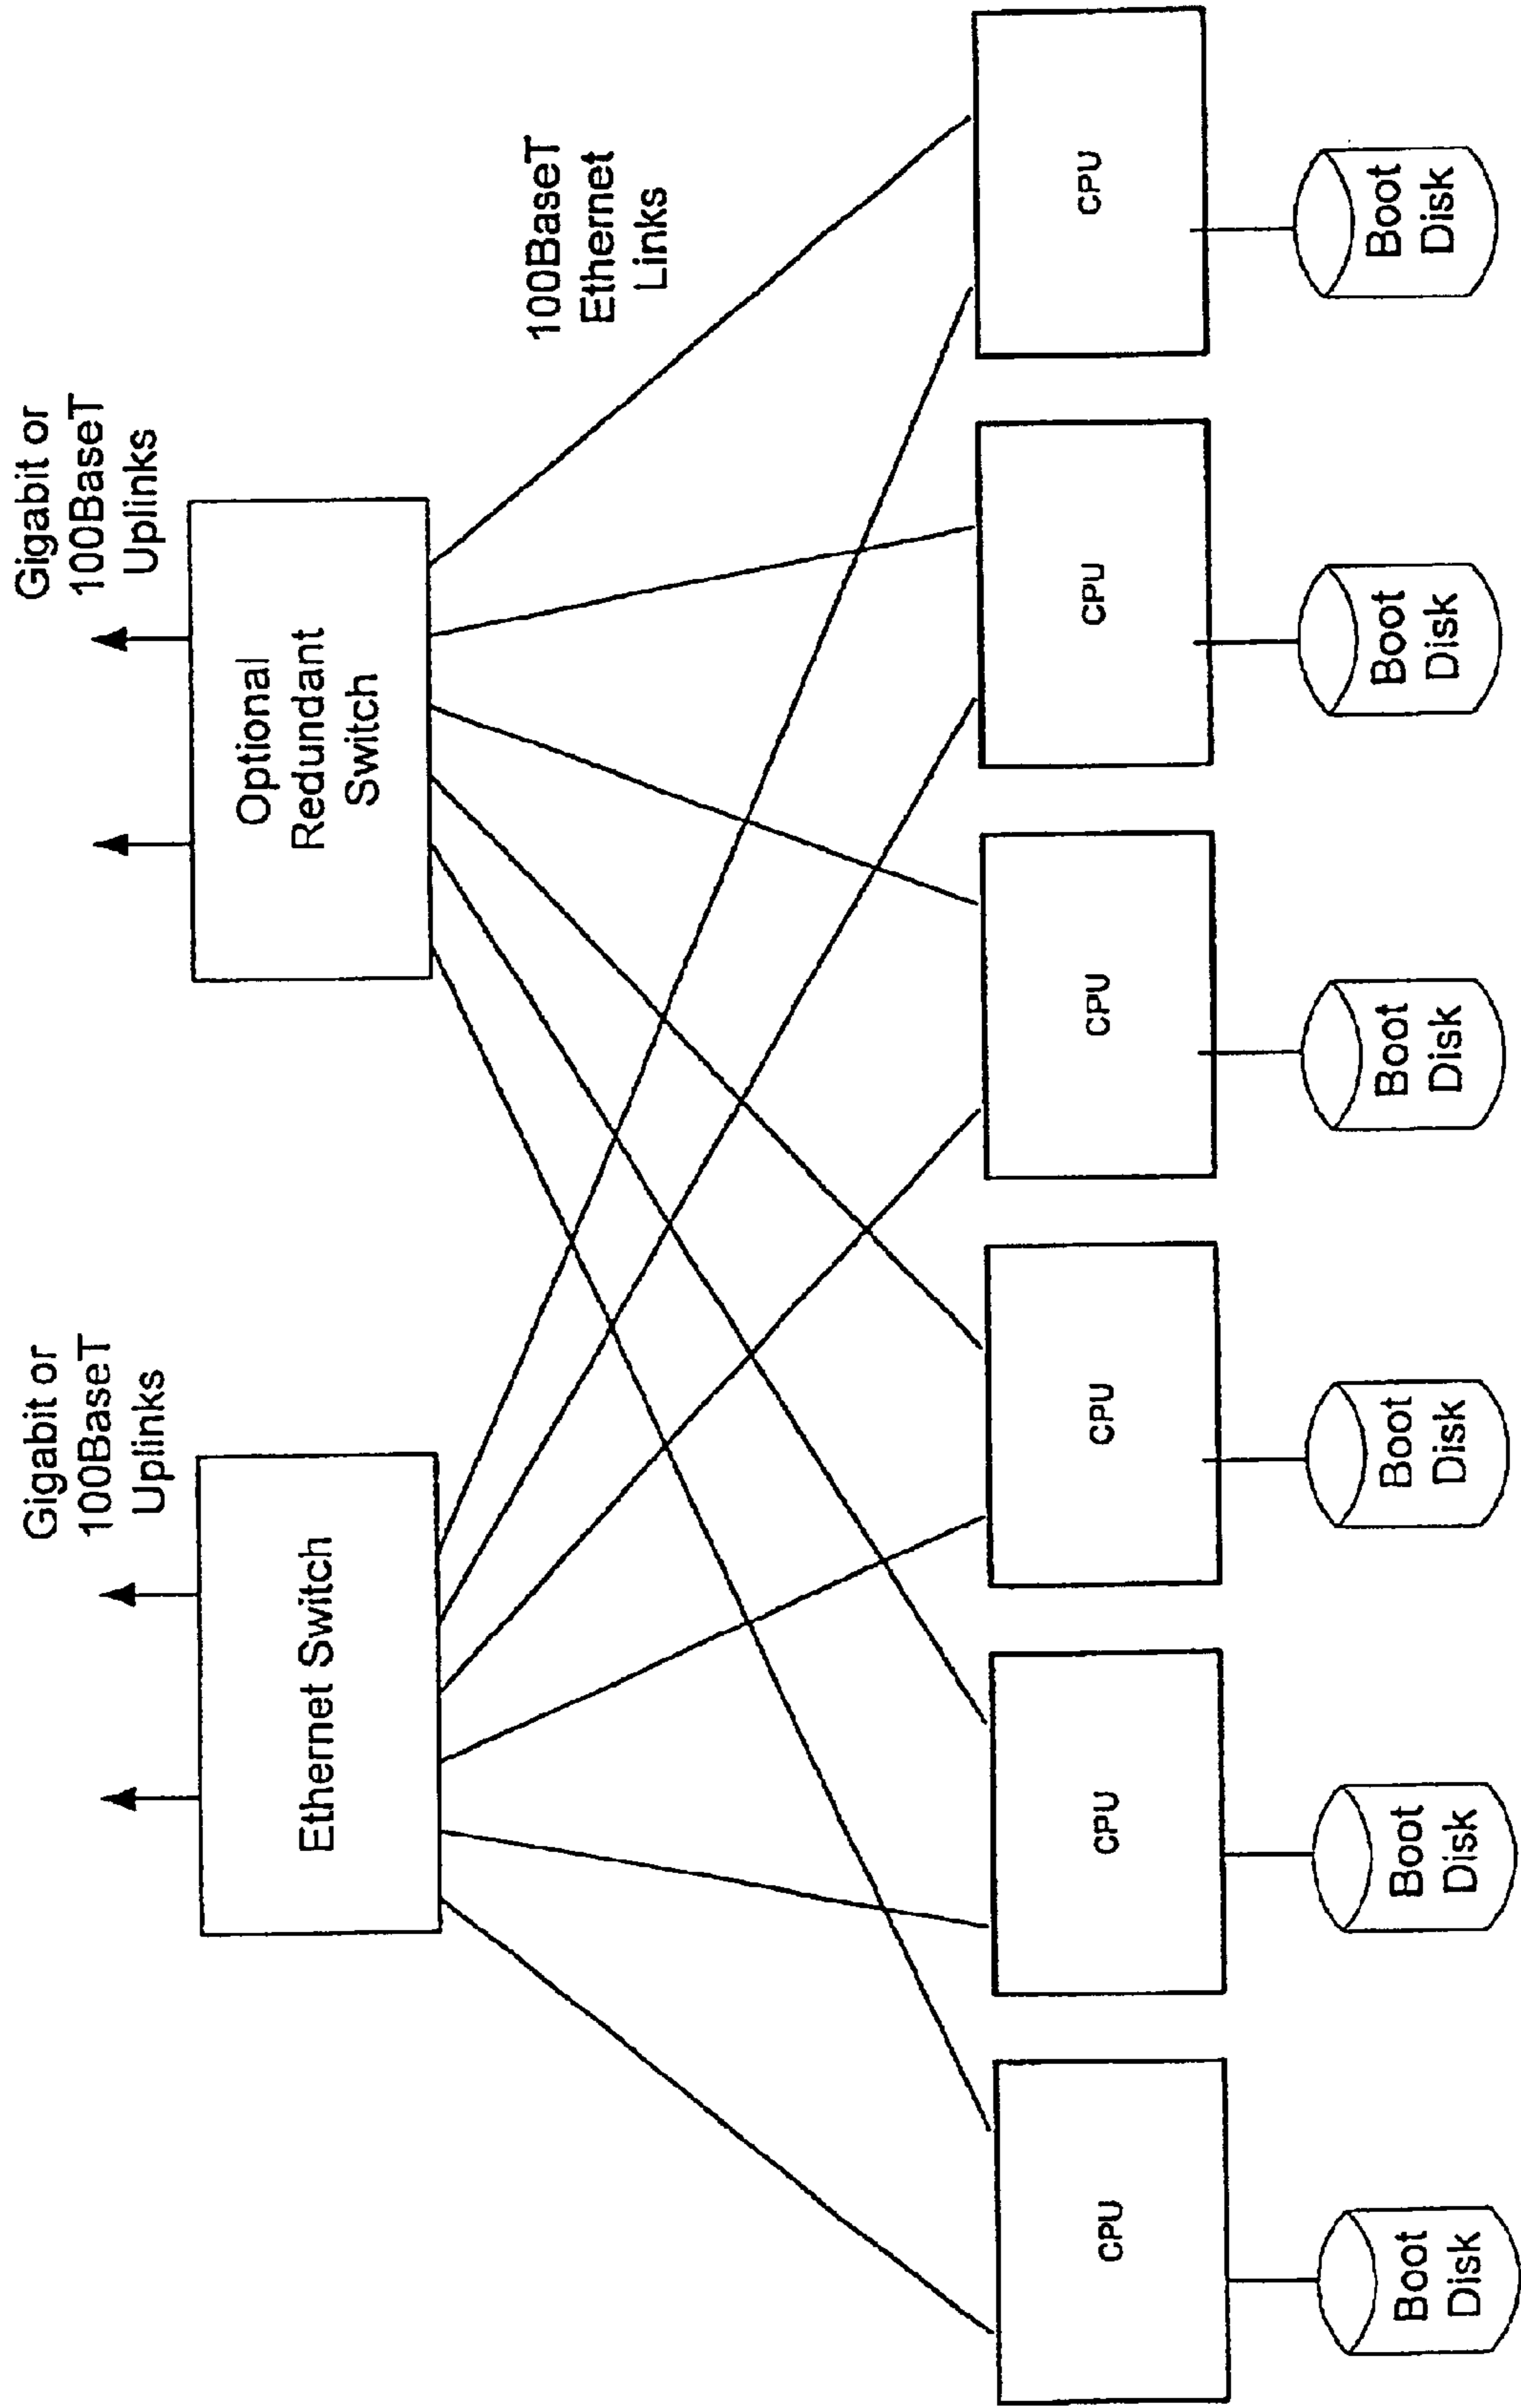 Gigabit or
100BaseT
Uplinks
Gigabit or
100BaseT
Uplinks
Ethernet Switch
Optional
Redundant
Switch
100BaseT
Ethernet
Links
CPU
CPU
CPU
CPU
CPU
CPU
Boot
Disk
Boot
Disk
Boot
Disk
Boot
Disk
Boot
Disk
Boot
Disk